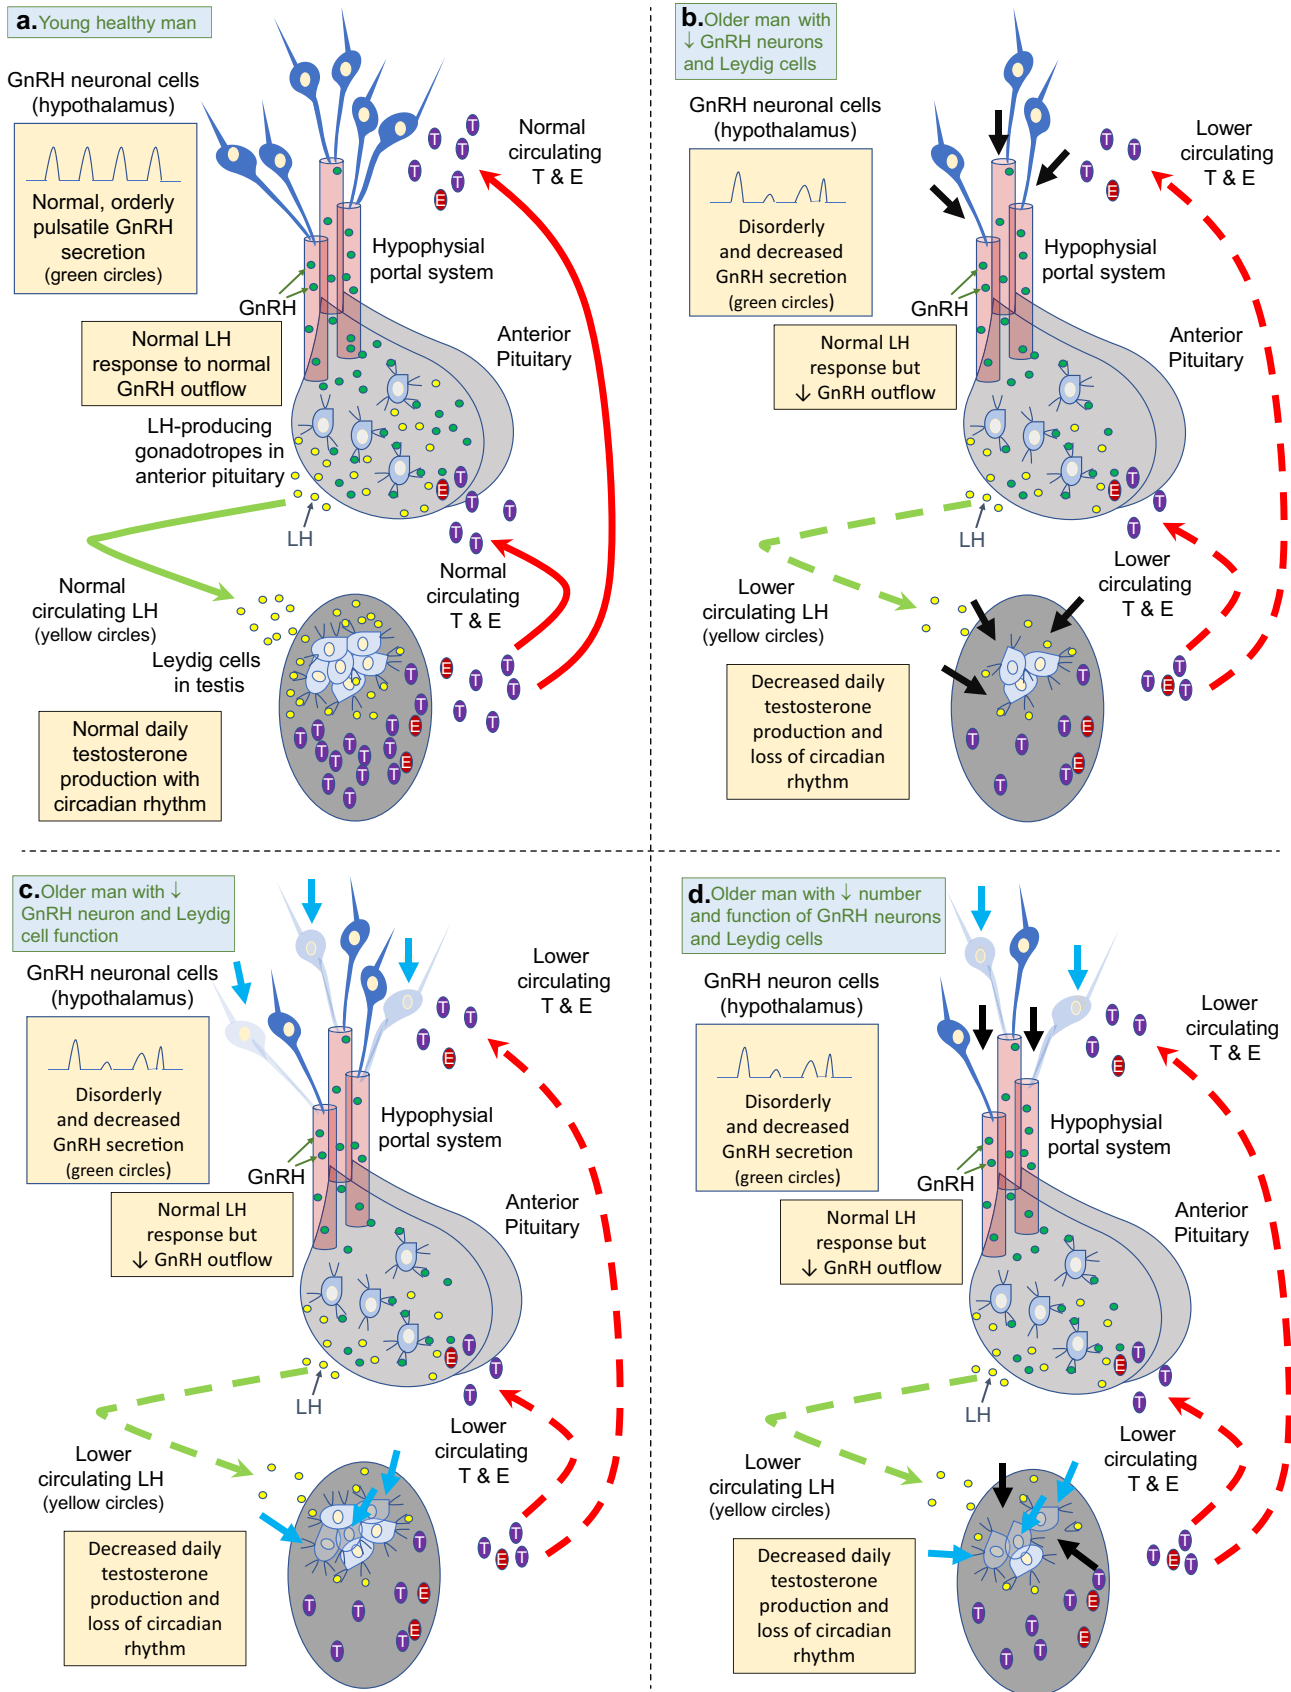 a. Young healthy man
GnRH neuronal cells
(hypothalamus)
Normal, orderly
pulsatile GnRH
secretion
(green circles)
Normal
circulating
T & E
T
T
T
T
T
E
Hypophysial
portal system
GnRH
Anterior
Pituitary
Normal LH
response to normal
GnRH outflow
LH-producing
gonadotropes in
anterior pituitary
T
E
T
T
T
T
LH
Normal
circulating
T & E
Normal
circulating LH
(yellow circles)
Leydig cells
in testis
E
T
T
T
T
T
T
T
T
E
T
T
T
T
T
T
T
E
T
T
T
T
Normal daily
testosterone
production with
circadian rhythm
b. Older man with
↓ GnRH neurons
and Leydig cells
GnRH neuronal cells
(hypothalamus)
Disorderly
and decreased
GnRH secretion
(green circles)
Lower
circulating
T & E
T
T
T
E
Hypophysial
portal system
GnRH
Anterior
Pituitary
Normal LH
response but
↓ GnRH outflow
T
E
T
T
LH
Lower
circulating
T & E
Lower
circulating LH
(yellow circles)
T
T
E
T
T
T
E
T
T
E
T
T
Decreased daily
testosterone
production and
loss of circadian
rhythm
c. Older man with ↓
GnRH neuron and Leydig
cell function
GnRH neuronal cells
(hypothalamus)
Disorderly
and decreased
GnRH secretion
(green circles)
Lower
circulating
T & E
T
T
T
E
Hypophysial
portal system
GnRH
Anterior
Pituitary
Normal LH
response but
↓ GnRH outflow
T
E
T
T
LH
Lower
circulating
T & E
Lower
circulating LH
(yellow circles)
T
T
E
T
T
T
E
T
T
E
T
T
Decreased daily
testosterone
production and
loss of circadian
rhythm
d. Older man with ↓ number
and function of GnRH neurons
and Leydig cells
GnRH neuron cells
(hypothalamus)
Disorderly
and decreased
GnRH secretion
(green circles)
Lower
circulating
T & E
T
T
T
E
Hypophysial
portal system
GnRH
Anterior
Pituitary
Normal LH
response but
↓ GnRH outflow
T
E
T
T
LH
Lower
circulating
T & E
Lower
circulating LH
(yellow circles)
T
T
E
T
T
T
E
T
T
E
T
T
Decreased daily
testosterone
production and
loss of circadian
rhythm